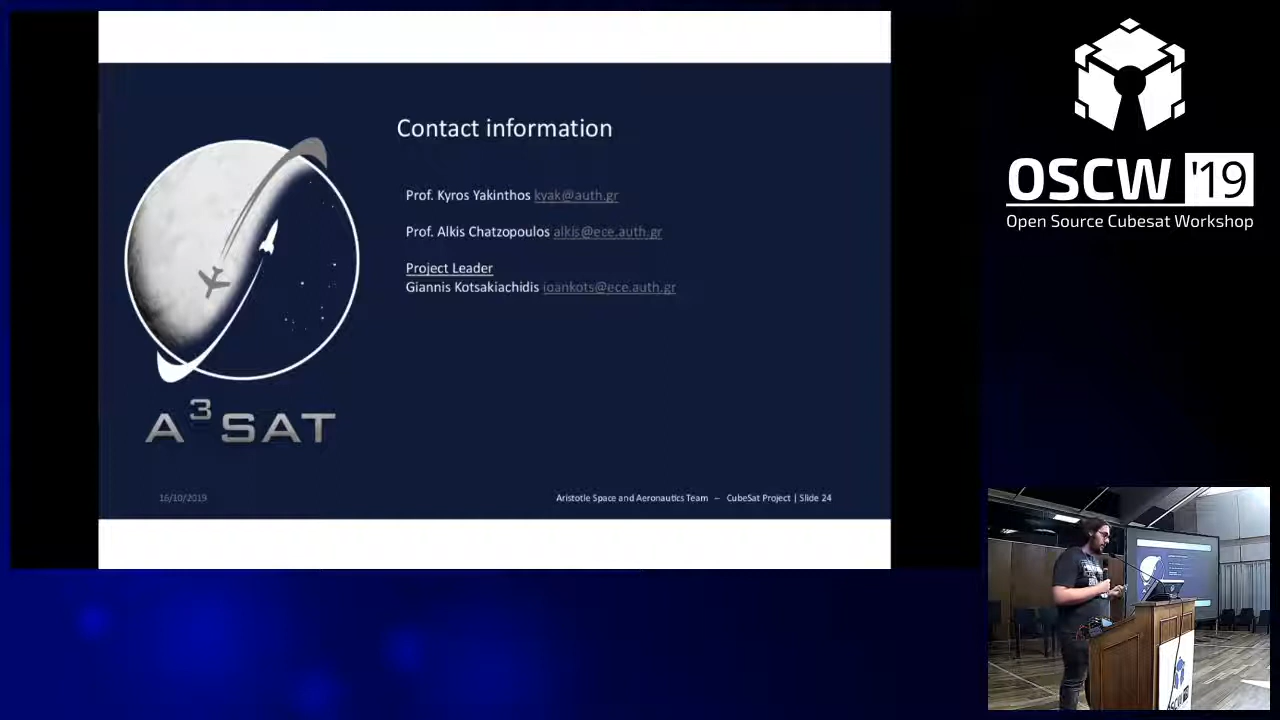 Contact information
Prof. Kyros Yakinthos kyak@auth.gr
Prof. Alkis Chatzopoulos alkis@ece.auth.gr
Project Leader
Giannis Kotsakiachidis ioankots@ece.auth.gr
A3SAT
16/10/2019
Aristotle Space and Aeronautics Team – CubeSat Project | Slide 24
OSCW '19
Open Source Cubesat Workshop
OSCW